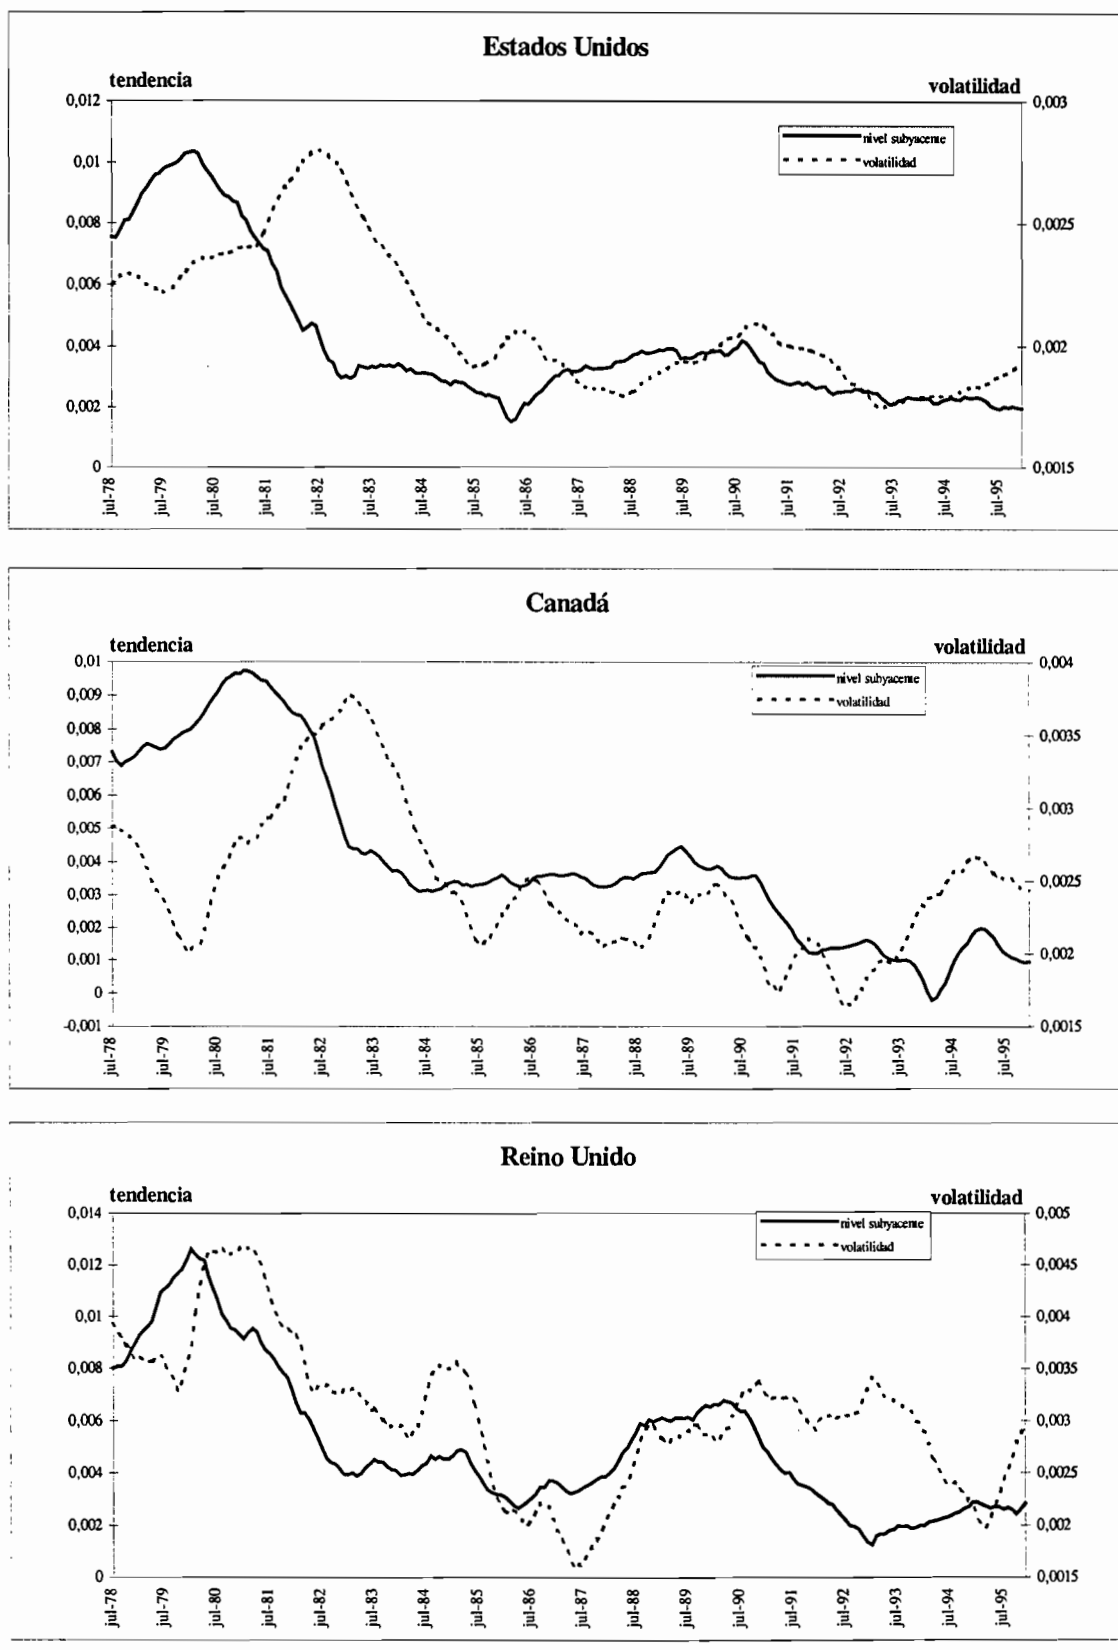 Estados Unidos
tendencia
volatilidad
0,012
0,01
0,008
0,006
0,004
0,002
0
0,003
0,0025
0,002
0,0015
nivel subyacente
volatilidad
jul-78
jul-79
jul-80
jul-81
jul-82
jul-83
jul-84
jul-85
jul-86
jul-87
jul-88
jul-89
jul-90
jul-91
jul-92
jul-93
jul-94
jul-95
Canadá
tendencia
volatilidad
0,01
0,009
0,008
0,007
0,006
0,005
0,004
0,003
0,002
0,001
0
-0,001
0,004
0,0035
0,003
0,0025
0,002
0,0015
nivel subyacente
volatilidad
jul-78
jul-79
jul-80
jul-81
jul-82
jul-83
jul-84
jul-85
jul-86
jul-87
jul-88
jul-89
jul-90
jul-91
jul-92
jul-93
jul-94
jul-95
Reino Unido
tendencia
volatilidad
0,014
0,012
0,01
0,008
0,006
0,004
0,002
0
0,005
0,0045
0,004
0,0035
0,003
0,0025
0,002
0,0015
nivel subyacente
volatilidad
jul-78
jul-79
jul-80
jul-81
jul-82
jul-83
jul-84
jul-85
jul-86
jul-87
jul-88
jul-89
jul-90
jul-91
jul-92
jul-93
jul-94
jul-95